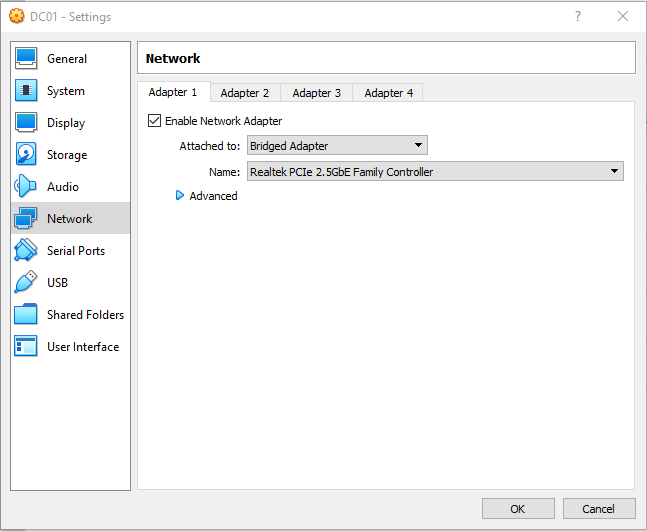 DC01 - Settings
?
General
System
Display
Storage
Audio
Network
Serial Ports
USB
Shared Folders
User Interface
Network
Adapter 1 Adapter 2 Adapter 3 Adapter 4
Enable Network Adapter
Attached to: Bridged Adapter
Name: Realtek PCIe 2.5GbE Family Controller
Advanced
OK Cancel